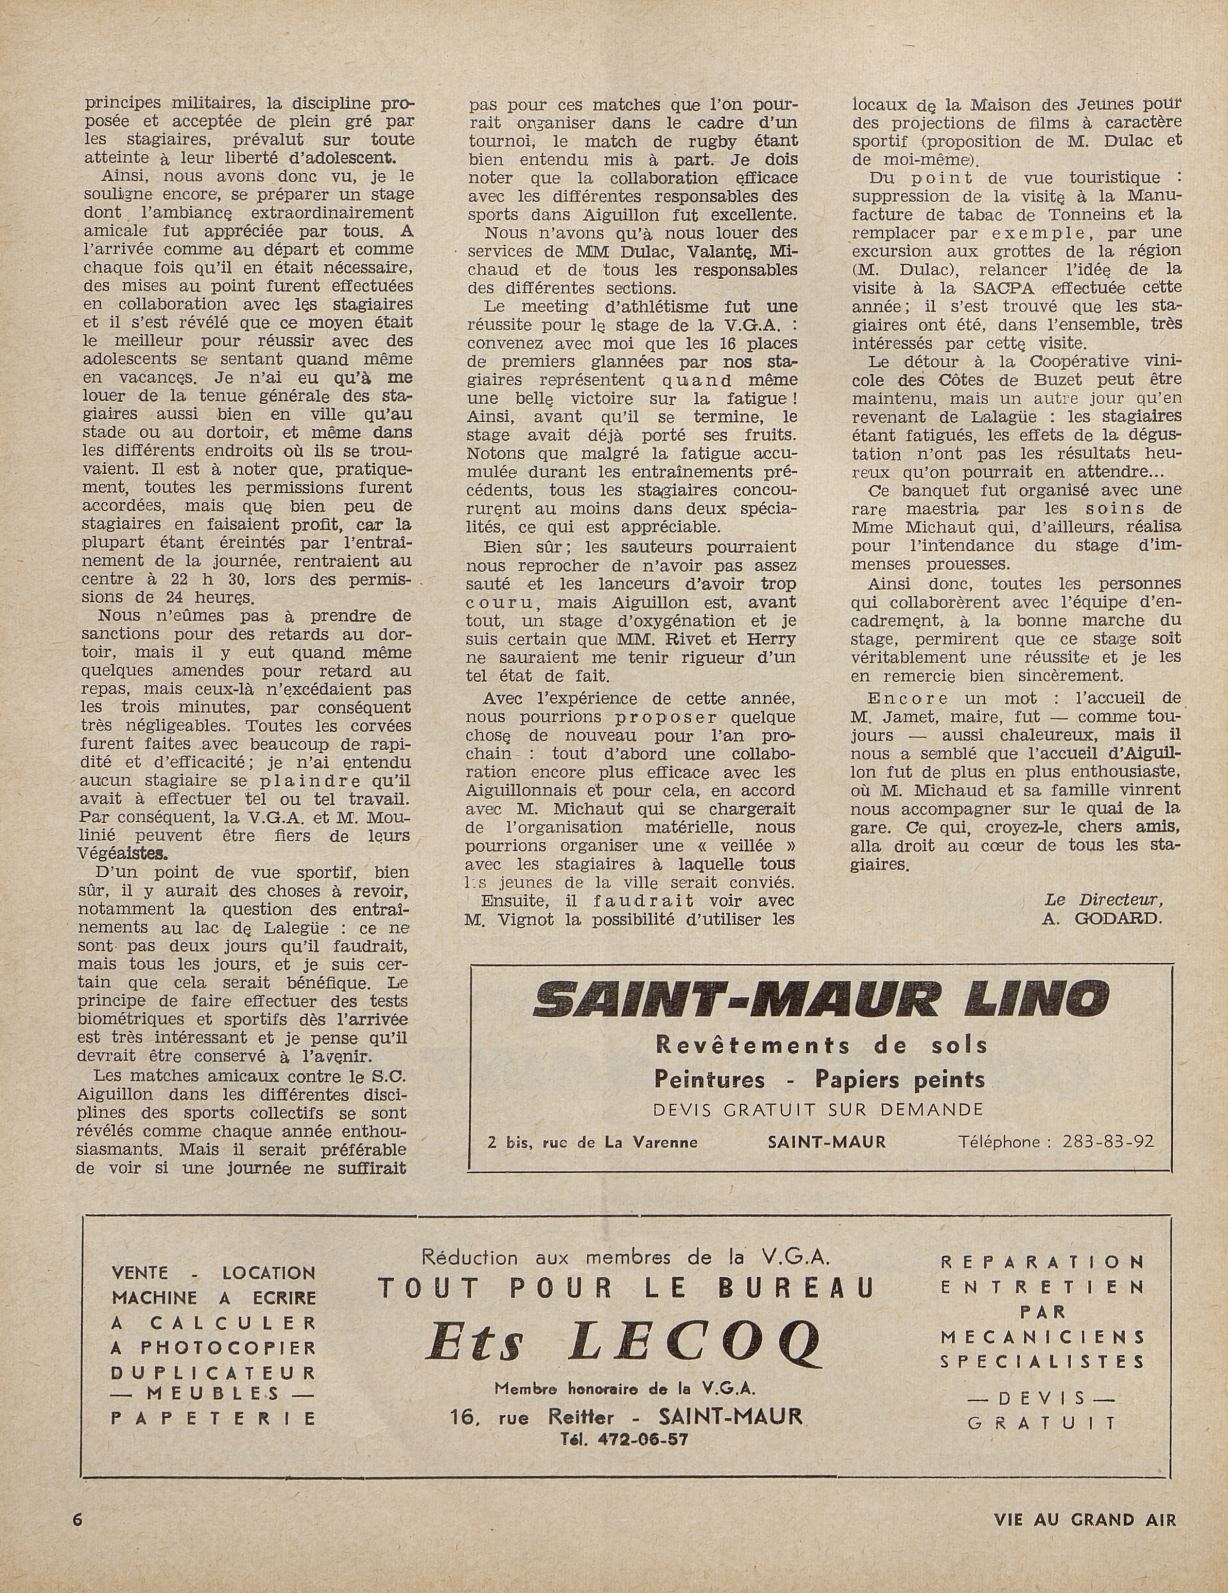 principes militaires, la discipline pro-
posée et acceptée de plein gré par
les stagiaires, prévalut sur toute
atteinte à leur liberté d'adolescent.
Ainsi, nous avons donc vu, je le
souligne encore, se préparer un stage
dont l'ambiance extraordinairement
amicale fut appréciée par tous. A
l'arrivée comme au départ et comme
chaque fois qu'il en était nécessaire,
des mises au point furent effectuées
en collaboration avec les stagiaires
et il s'est révélé que ce moyen était
le meilleur pour réussir avec des
adolescents se sentant quand même
en vacances. Je n'ai eu qu'à me
louer de la tenue générale des sta-
giaires aussi bien en ville qu'au
stade ou au dortoir, et même dans
les différents endroits où ils se trou-
vaient. Il est à noter que, pratique-
ment, toutes les permissions furent
accordées, mais que bien peu de
stagiaires en faisaient profit, car la
plupart étant éreintés par l'entraî-
nement de la journée, rentraient au
centre à 22 h 30, lors des permis-
sions de 24 heures.
Nous n'eûmes pas à prendre de
sanctions pour des retards au dor-
toir, mais il y eut quand même
quelques amendes pour retard au
repas, mais ceux-là n'excédaient pas
les trois minutes, par conséquent
très négligeables. Toutes les corvées
furent faites avec beaucoup de rapi-
dité et d'efficacité; je n'ai entendu
aucun stagiaire se plaindre qu'il
avait à effectuer tel ou tel travail.
Par conséquent, la V.G.A. et M. Mou-
linié peuvent être fiers de leurs
Végéaistes.
D'un point de vue sportif, bien
sûr, il y aurait des choses à revoir,
notamment la question des entraî-
nements au lac de Lalegüe : ce ne
sont pas deux jours qu'il faudrait,
mais tous les jours, et je suis cer-
tain que cela serait bénéfique. Le
principe de faire effectuer des tests
biométriques et sportifs dès l'arrivée
est très intéressant et je pense qu'il
devrait être conservé à l'avenir.
Les matches amicaux contre le S.C.
Aiguillon dans les différentes disci-
plines des sports collectifs se sont
révélés comme chaque année enthou-
siasmants. Mais il serait préférable
de voir si une journée ne suffirait
pas pour ces matches que l'on pour-
rait organiser dans le cadre d'un
tournoi, le match de rugby étant
bien entendu mis à part. Je dois
noter que la collaboration efficace
avec les différentes responsables des
sports dans Aiguillon fut excellente.
Nous n'avons qu'à nous louer des
services de MM Dulac, Valante, Mi-
chaud et de tous les responsables
des différentes sections.
Le meeting d'athlétisme fut une
réussite pour le stage de la V.G.A. :
convenez avec moi que les 16 places
de premiers glannées par nos sta-
giaires représentent quand même
une belle victoire sur la fatigue !
Ainsi, avant qu'il se termine, le
stage avait déjà porté ses fruits.
Notons que malgré la fatigue accu-
mulée durant les entraînements pré-
cédents, tous les stagiaires concou-
rurent au moins dans deux spécia-
lités, ce qui est appréciable.
Bien sûr; les sauteurs pourraient
nous reprocher de n'avoir pas assez
sauté et les lanceurs d'avoir trop
couru, mais Aiguillon est, avant
tout, un stage d'oxygénation et je
suis certain que MM. Rivet et Herry
ne sauraient me tenir rigueur d'un
tel état de fait.
Avec l'expérience de cette année,
nous pourrions proposer quelque
chose de nouveau pour l'an pro-
chain : tout d'abord une collabo-
ration encore plus efficace avec les
Aiguillonnais et pour cela, en accord
avec M. Michaut qui se chargerait
de l'organisation matérielle, nous
pourrions organiser une « veillée »
avec les stagiaires à laquelle tous
les jeunes de la ville serait conviés.
Ensuite, il faudrait voir avec
M. Vignot la possibilité d'utiliser les
locaux de la Maison des Jeunes pour
des projections de films à caractère
sportif (proposition de M. Dulac et
de moi-même).
Du point de vue touristique :
suppression de la visite à la Manu-
facture de tabac de Tonneins et la
remplacer par exemple, par une
excursion aux grottes de la région
(M. Dulac), relancer l'idée de la
visite à la SACPA effectuée cette
année; il s'est trouvé que les sta-
giaires ont été, dans l'ensemble, très
intéressés par cette visite.
Le détour à la Coopérative vini-
cole des Côtes de Buzet peut être
maintenu, mais un autre jour qu'en
revenant de Lalagüe : les stagiaires
étant fatigués, les effets de la dégus-
tation n'ont pas les résultats heu-
reux qu'on pourrait en attendre...
Ce banquet fut organisé avec une
rare maestria par les soins de
Mme Michaut qui, d'ailleurs, réalisa
pour l'intendance du stage d'im-
menses prouesses.
Ainsi donc, toutes les personnes
qui collaborèrent avec l'équipe d'en-
cadrement, à la bonne marche du
stage, permirent que ce stage soit
véritablement une réussite et je les
en remercie bien sincèrement.
Encore un mot : l'accueil de
M. Jamet, maire, fut — comme tou-
jours — aussi chaleureux, mais il
nous a semblé que l'accueil d'Aiguil-
lon fut de plus en plus enthousiaste,
où M. Michaud et sa famille vinrent
nous accompagner sur le quai de la
gare. Ce qui, croyez-le, chers amis,
alla droit au cœur de tous les sta-
giaires.
Le Directeur,
A. GODARD.
SAINT-MAUR LINO
Revêtements de sols
Peintures - Papiers peints
DEVIS GRATUIT SUR DEMANDE
2 bis, rue de La Varenne SAINT-MAUR Téléphone : 283-83-92
VENTE - LOCATION
MACHINE A ECRIRE
A CALCULER
A PHOTOCOPIER
DUPLICATEUR
— MEUBLES —
PAPETERIE
Réduction aux membres de la V.G.A.
TOUT POUR LE BUREAU
Ets LECOQ
Membre honoraire de la V.G.A.
16, rue Reitter - SAINT-MAUR
Tél. 472-06-57
REPARATION
ENTRETIEN
PAR
MECANICIENS
SPECIALISTES
— DEVIS —
GRATUIT
6 VIE AU GRAND AIR